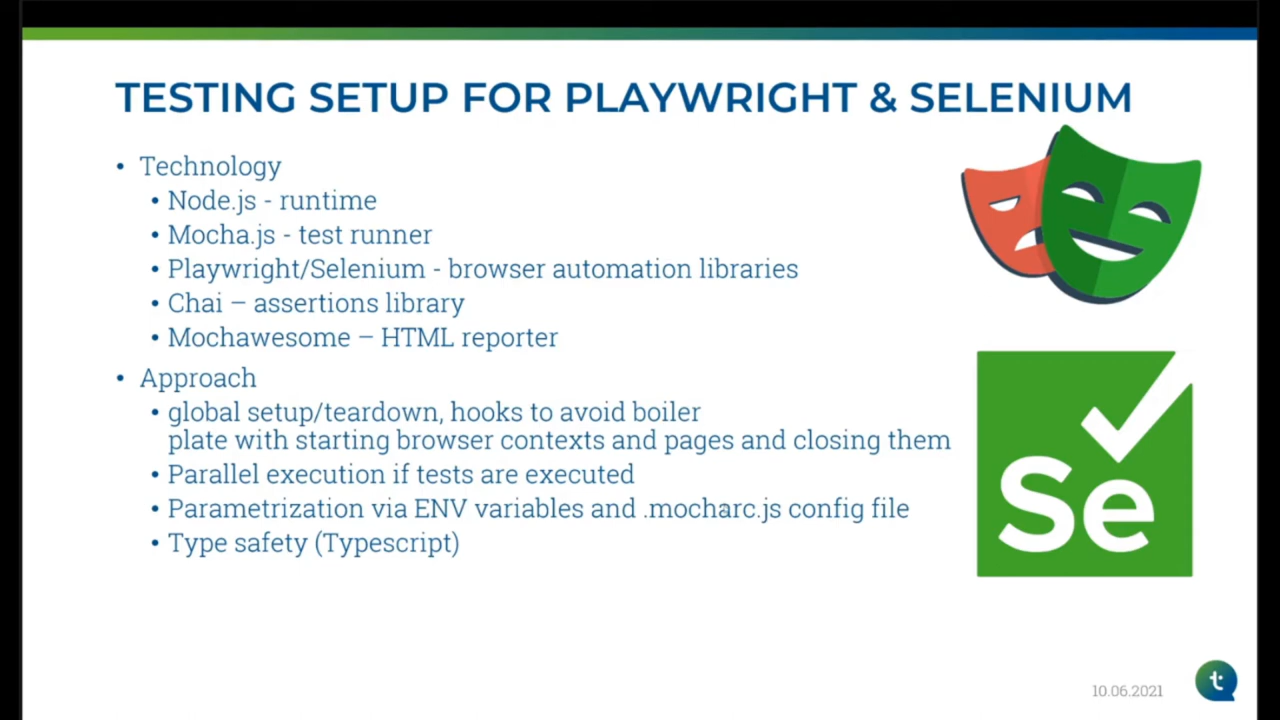 TESTING SETUP FOR PLAYWRIGHT & SELENIUM
• Technology
• Node.js - runtime
• Mocha.js - test runner
• Playwright/Selenium - browser automation libraries
• Chai – assertions library
• Mochawesome – HTML reporter
• Approach
• global setup/teardown, hooks to avoid boiler
plate with starting browser contexts and pages and closing them
• Parallel execution if tests are executed
• Parametrization via ENV variables and .mocharc.js config file
• Type safety (Typescript)
Se
10.06.2021
t